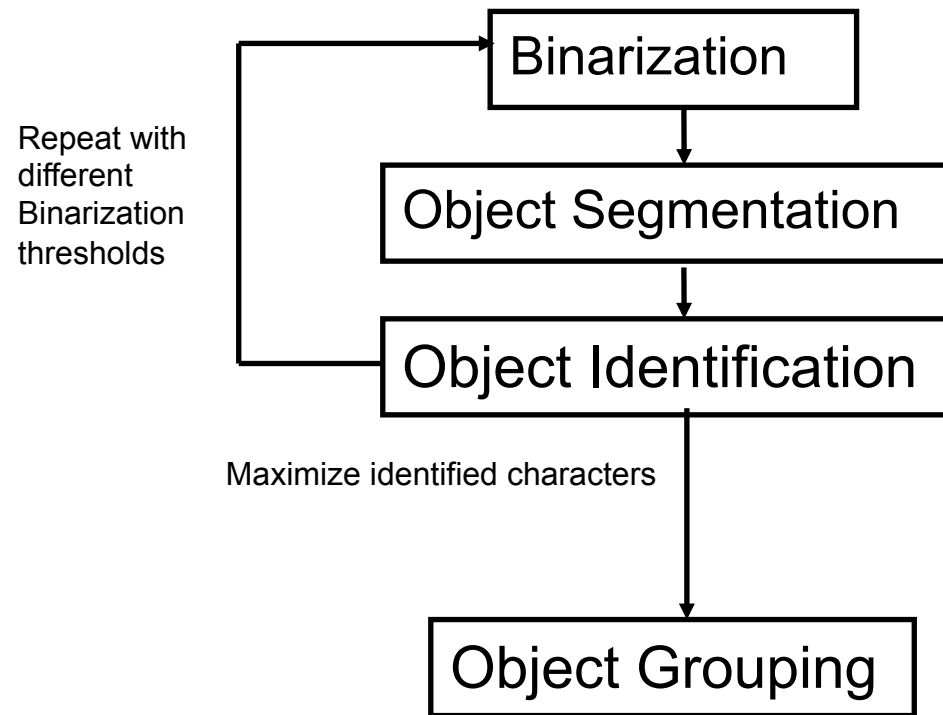 Binarization
Repeat with
different
Binarization
thresholds
Object Segmentation
Object Identification
Maximize identified characters
Object Grouping